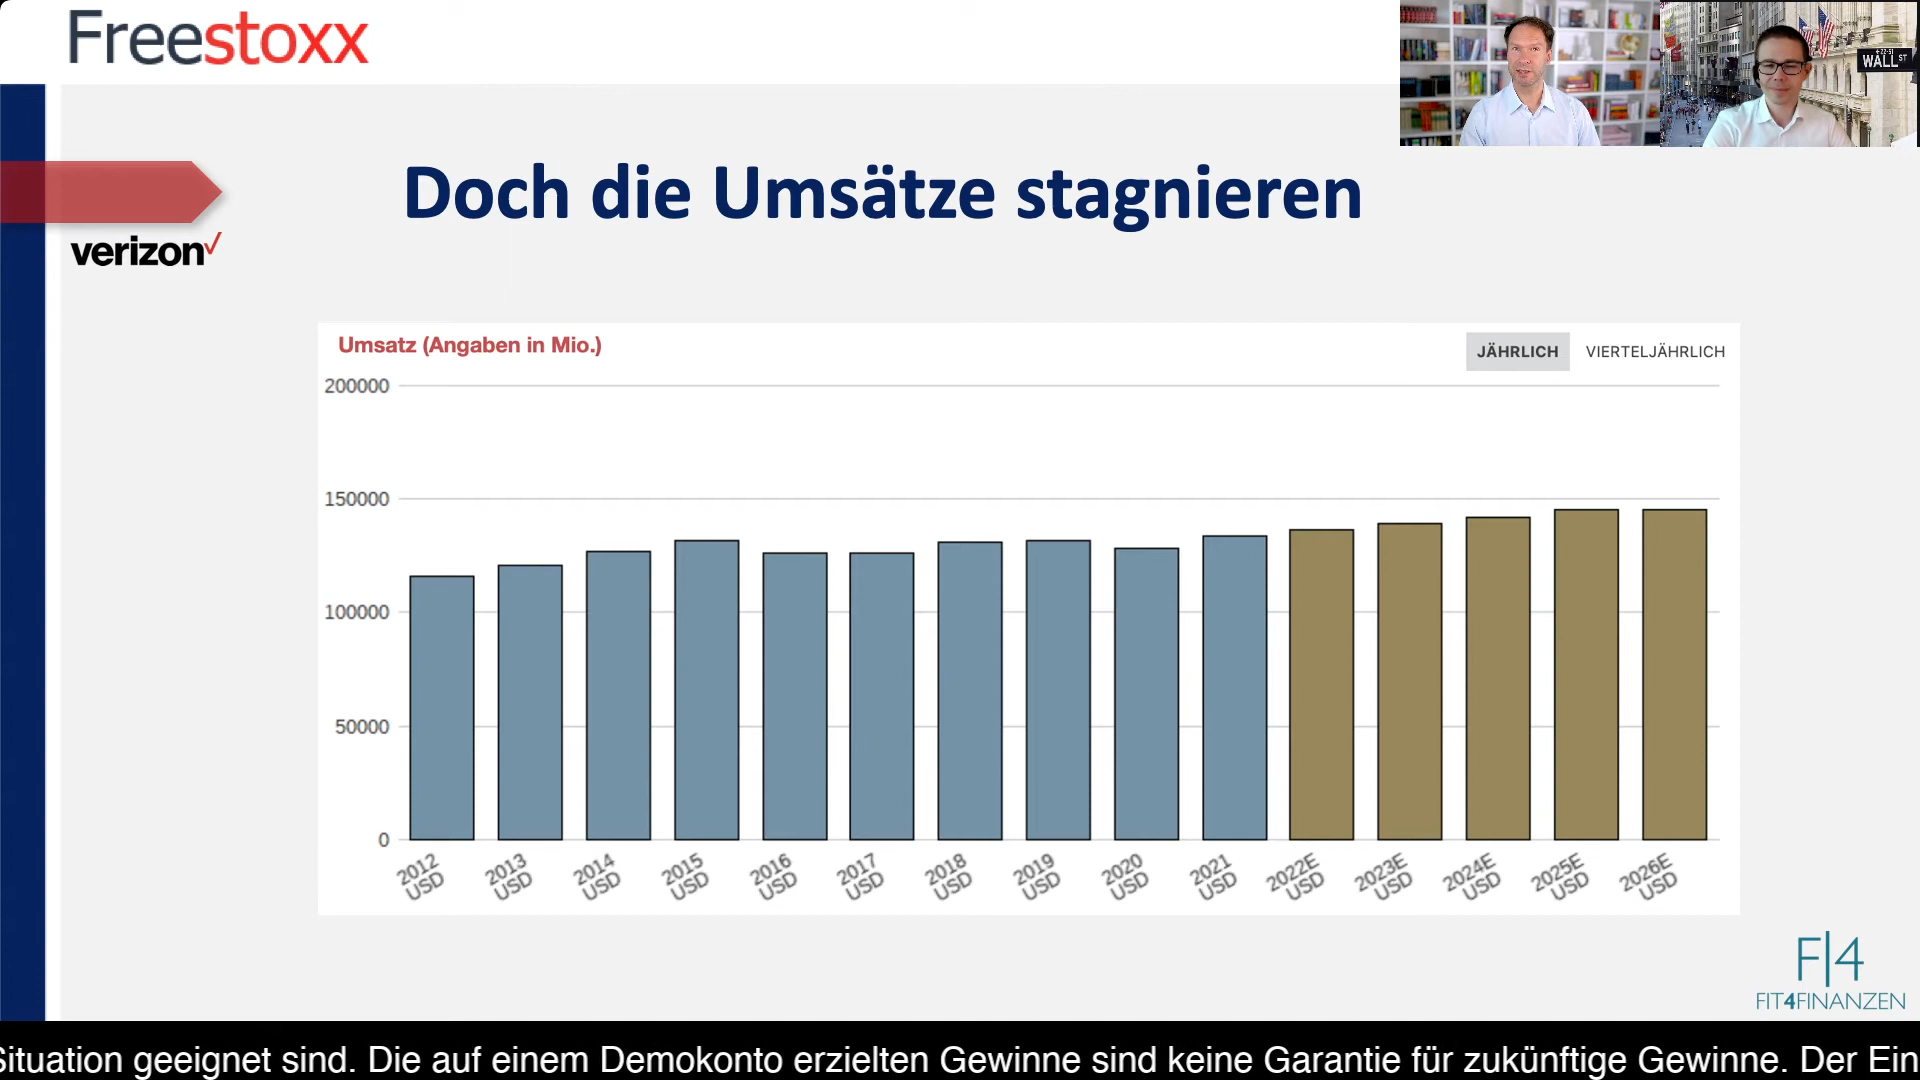 Freestoxx
WALL ST
Doch die Umsätze stagnieren
verizon
Umsatz (Angaben in Mio.)
JÄHRLICH VIERTELJÄHRLICH
200000
150000
100000
50000
0
2012 USD
2013 USD
2014 USD
2015 USD
2016 USD
2017 USD
2018 USD
2019 USD
2020 USD
2021 USD
2022E USD
2023E USD
2024E USD
2025E USD
2026E USD
F|4
FIT4FINANZEN
Situation geeignet sind. Die auf einem Demokonto erzielten Gewinne sind keine Garantie für zukünftige Gewinne. Der Ein